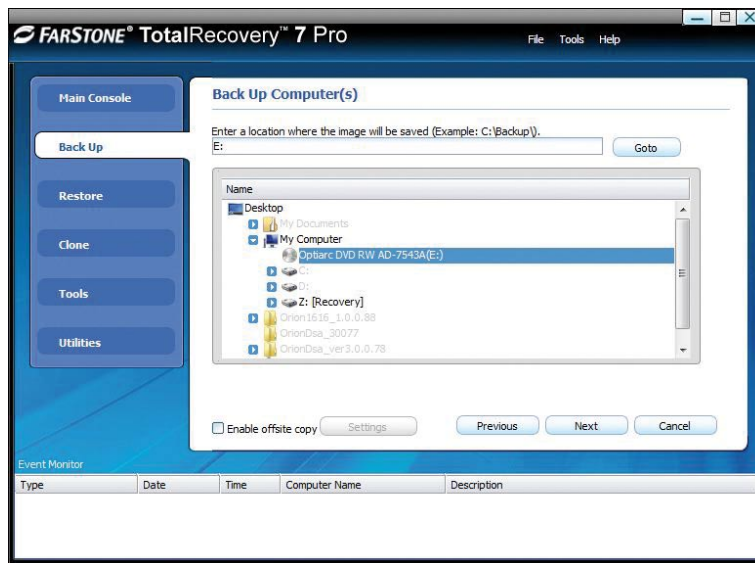 FARSTONE® TotalRecovery™ 7 Pro
File Tools Help
Main Console
Back Up
Restore
Clone
Tools
Utilities
Back Up Computer(s)
Enter a location where the image will be saved (Example: C:\Backup\).
E:
Goto
Name
Desktop
My Documents
My Computer
Optiarc DVD RW AD-7543A(E:)
C:
D:
Z: [Recovery]
Orion1616_1.0.0.88
OrionDsa_30077
OrionDsa_ver3.0.0.78
Enable offsite copy Settings Previous Next Cancel
Event Monitor
Type Date Time Computer Name Description